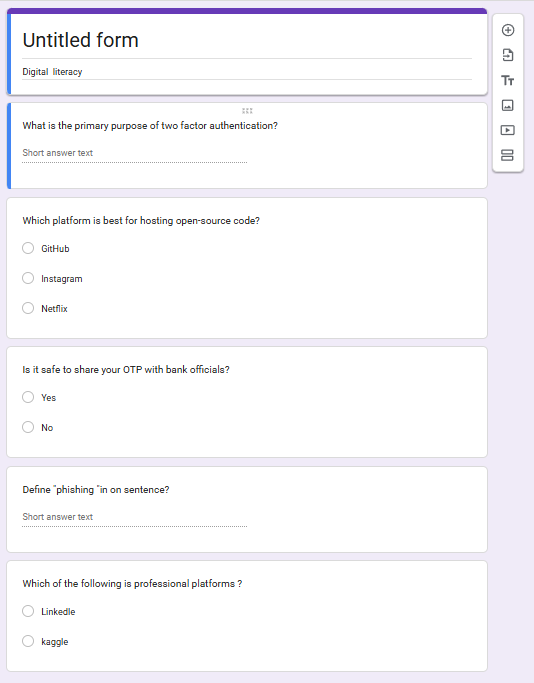 Untitled form
Digital literacy
What is the primary purpose of two factor authentication?
Short answer text
Which platform is best for hosting open-source code?
GitHub
Instagram
Netflix
Is it safe to share your OTP with bank officials?
Yes
No
Define "phishing "in on sentence?
Short answer text
Which of the following is professional platforms ?
Linkedle
kaggle
Tт